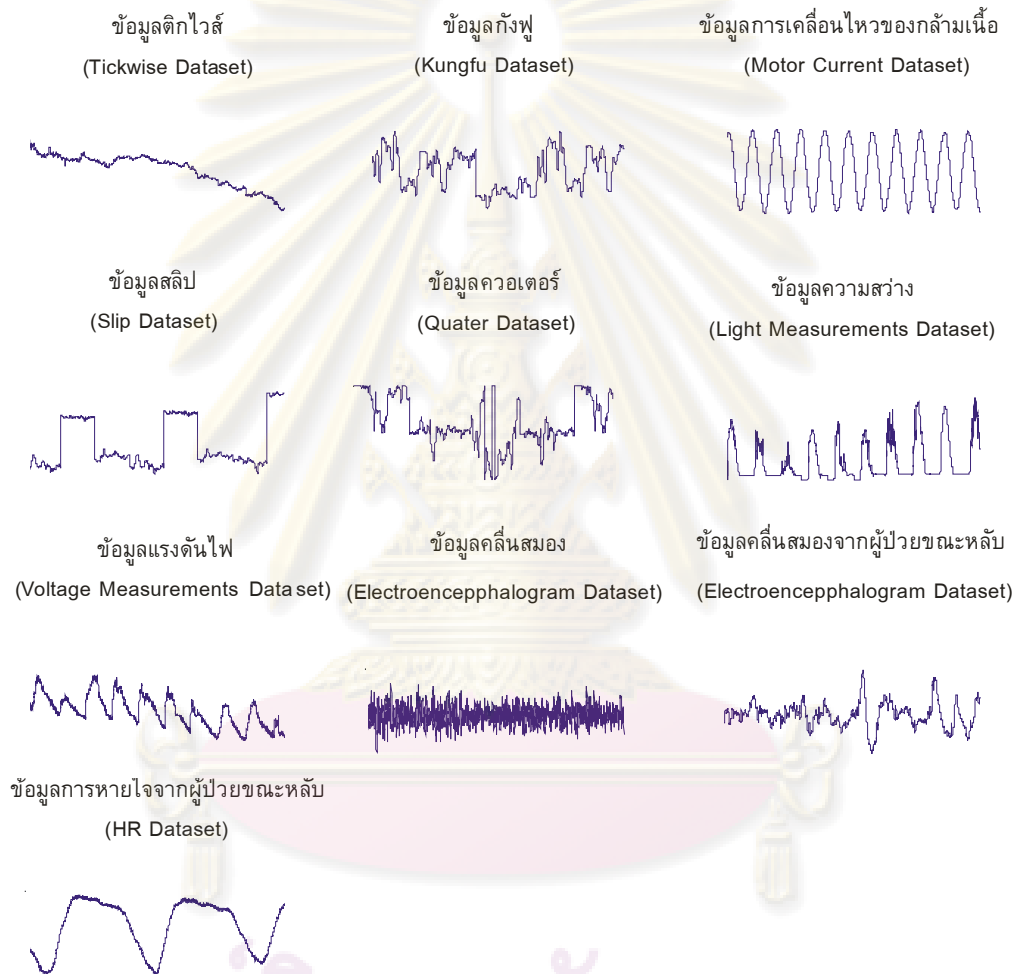 ข้อมูลติกไวส์
(Tickwise Dataset)
ข้อมูลกังฟู
(Kungfu Dataset)
ข้อมูลการเคลื่อนไหวของกล้ามเนื้อ
(Motor Current Dataset)
ข้อมูลสลิป
(Slip Dataset)
ข้อมูลควอเตอร์
(Quater Dataset)
ข้อมูลความสว่าง
(Light Measurements Dataset)
ข้อมูลแรงดันไฟ
(Voltage Measurements Dataset)
ข้อมูลคลื่นสมอง
(Electroencepphalogram Dataset)
ข้อมูลคลื่นสมองจากผู้ป่วยขณะหลับ
(Electroencepphalogram Dataset)
ข้อมูลการหายใจจากผู้ป่วยขณะหลับ
(HR Dataset)